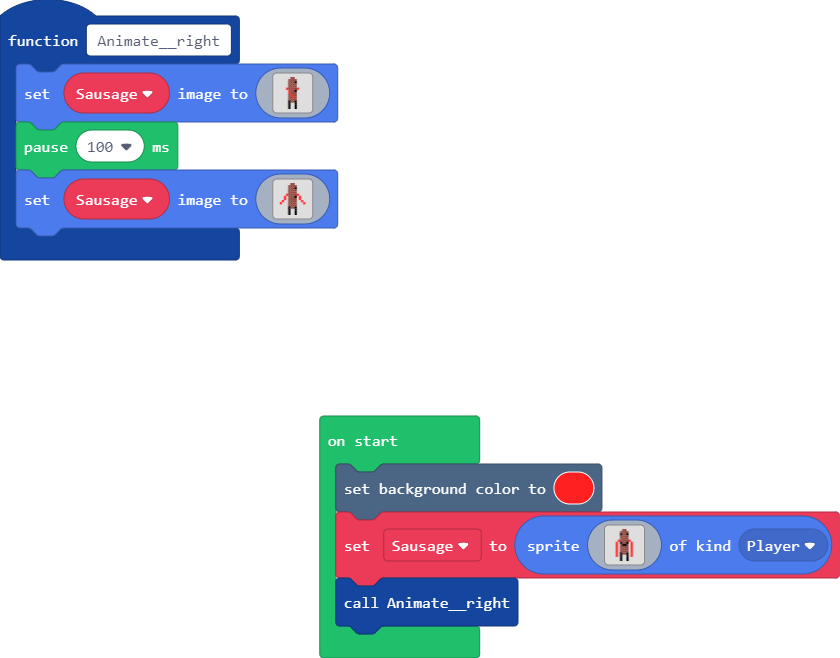 function Animate__right
set Sausage image to
pause 100 ms
set Sausage image to
on start
set background color to
set Sausage to sprite of kind Player
call Animate__right